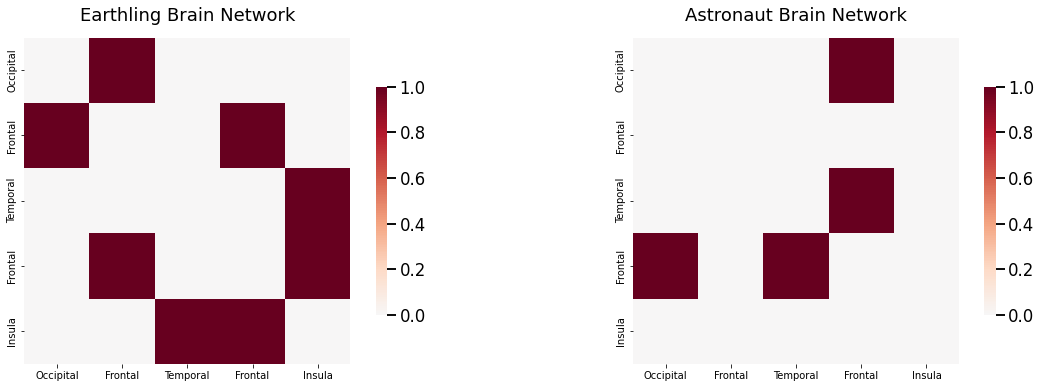 Earthling Brain Network
Occipital
Frontal
Temporal
Frontal
Insula
Occipital Frontal Temporal Frontal Insula
1.0
0.8
0.6
0.4
0.2
0.0
Astronaut Brain Network
Occipital
Frontal
Temporal
Frontal
Insula
Occipital Frontal Temporal Frontal Insula
1.0
0.8
0.6
0.4
0.2
0.0